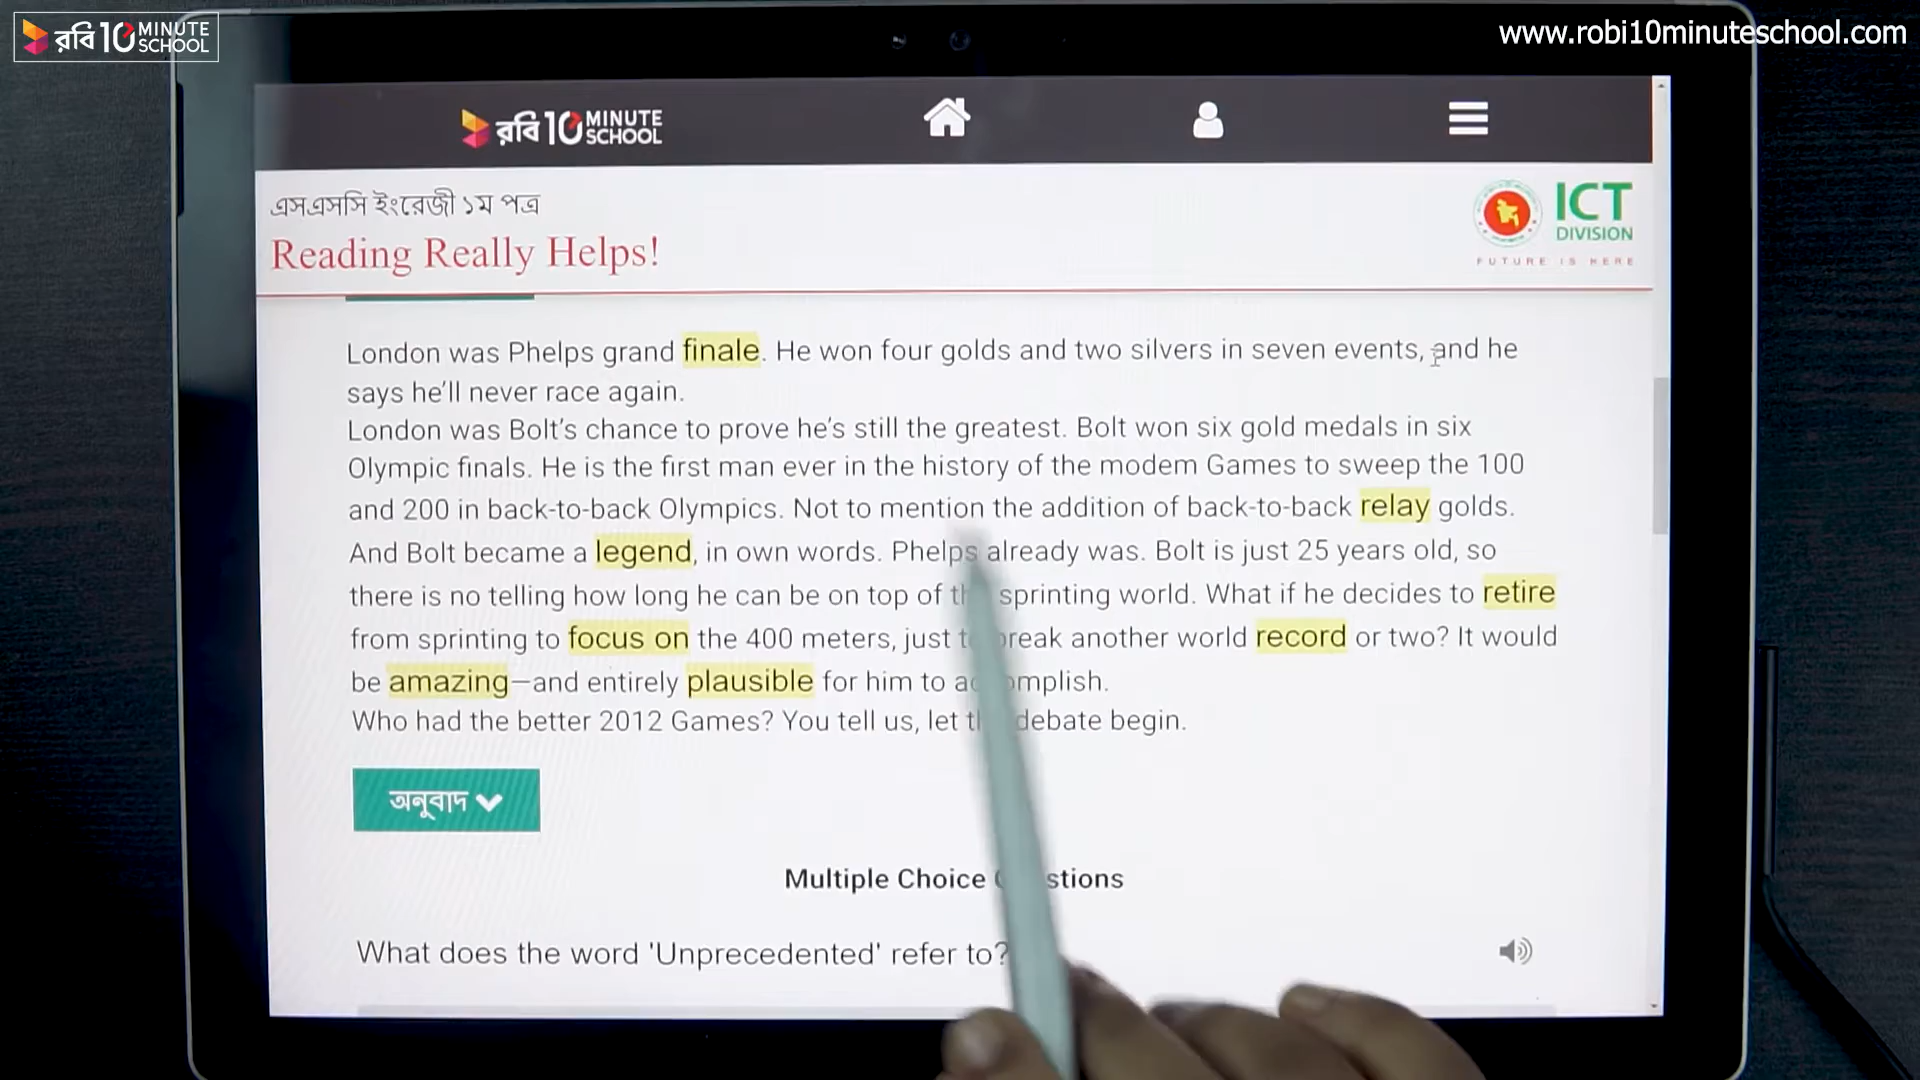 রবি 10 MINUTE SCHOOL
www.robi10minuteschool.com
রবি 10 MINUTE SCHOOL
এসএসসি ইংরেজী ১ম পত্র
Reading Really Helps!
ICT
DIVISION
FUTURE IS HERE
London was Phelps grand finale. He won four golds and two silvers in seven events, and he
says he'll never race again.
London was Bolt's chance to prove he's still the greatest. Bolt won six gold medals in six
Olympic finals. He is the first man ever in the history of the modem Games to sweep the 100
and 200 in back-to-back Olympics. Not to mention the addition of back-to-back relay golds.
And Bolt became a legend, in own words. Phelps already was. Bolt is just 25 years old, so
there is no telling how long he can be on top of the sprinting world. What if he decides to retire
from sprinting to focus on the 400 meters, just to break another world record or two? It would
be amazing—and entirely plausible for him to accomplish.
Who had the better 2012 Games? You tell us, let the debate begin.
অনুবাদ
Multiple Choice Questions
What does the word 'Unprecedented' refer to?